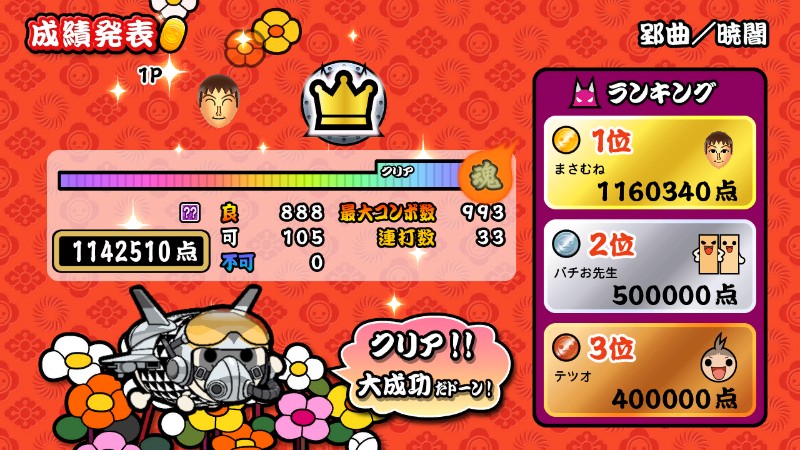 成績発表
郢曲／暁闇
1P
クリア
魂
ランキング
1位
まさむね
1160340点
2位
バチお先生
500000点
3位
テツオ
400000点
??
良 888
可 105
不可 0
最大コンボ数 993
連打数 33
1142510点
クリア!!
大成功だドーン!